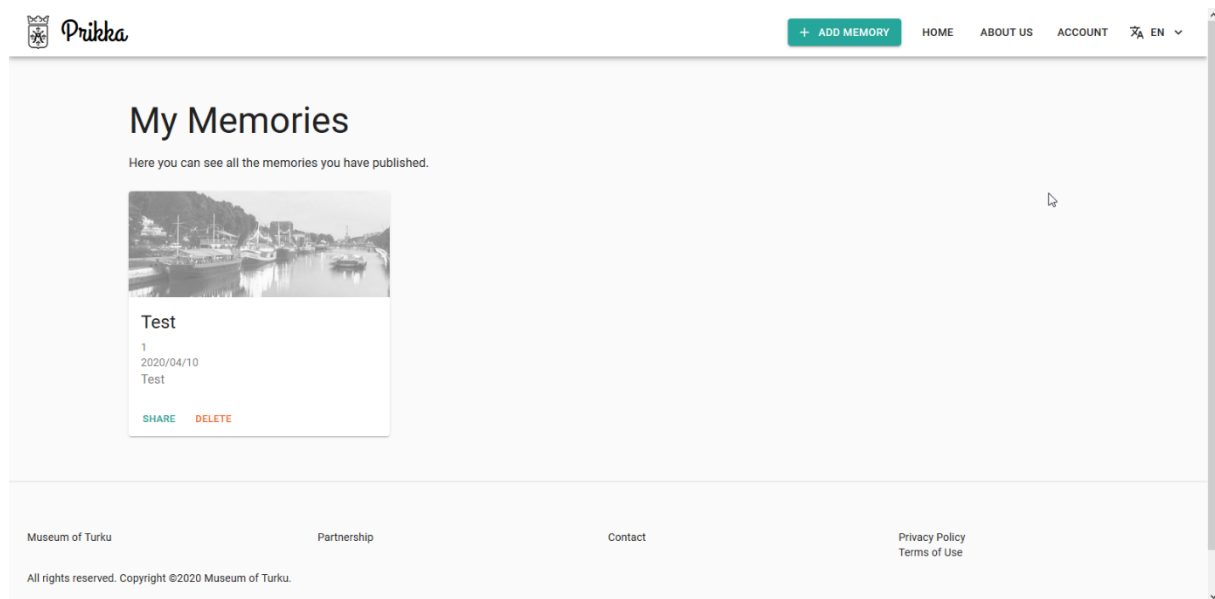 Prikka
+ ADD MEMORY HOME ABOUT US ACCOUNT EN
My Memories
Here you can see all the memories you have published.
Test
1
2020/04/10
Test
SHARE DELETE
Museum of Turku Partnership Contact Privacy Policy
Terms of Use
All rights reserved. Copyright ©2020 Museum of Turku.